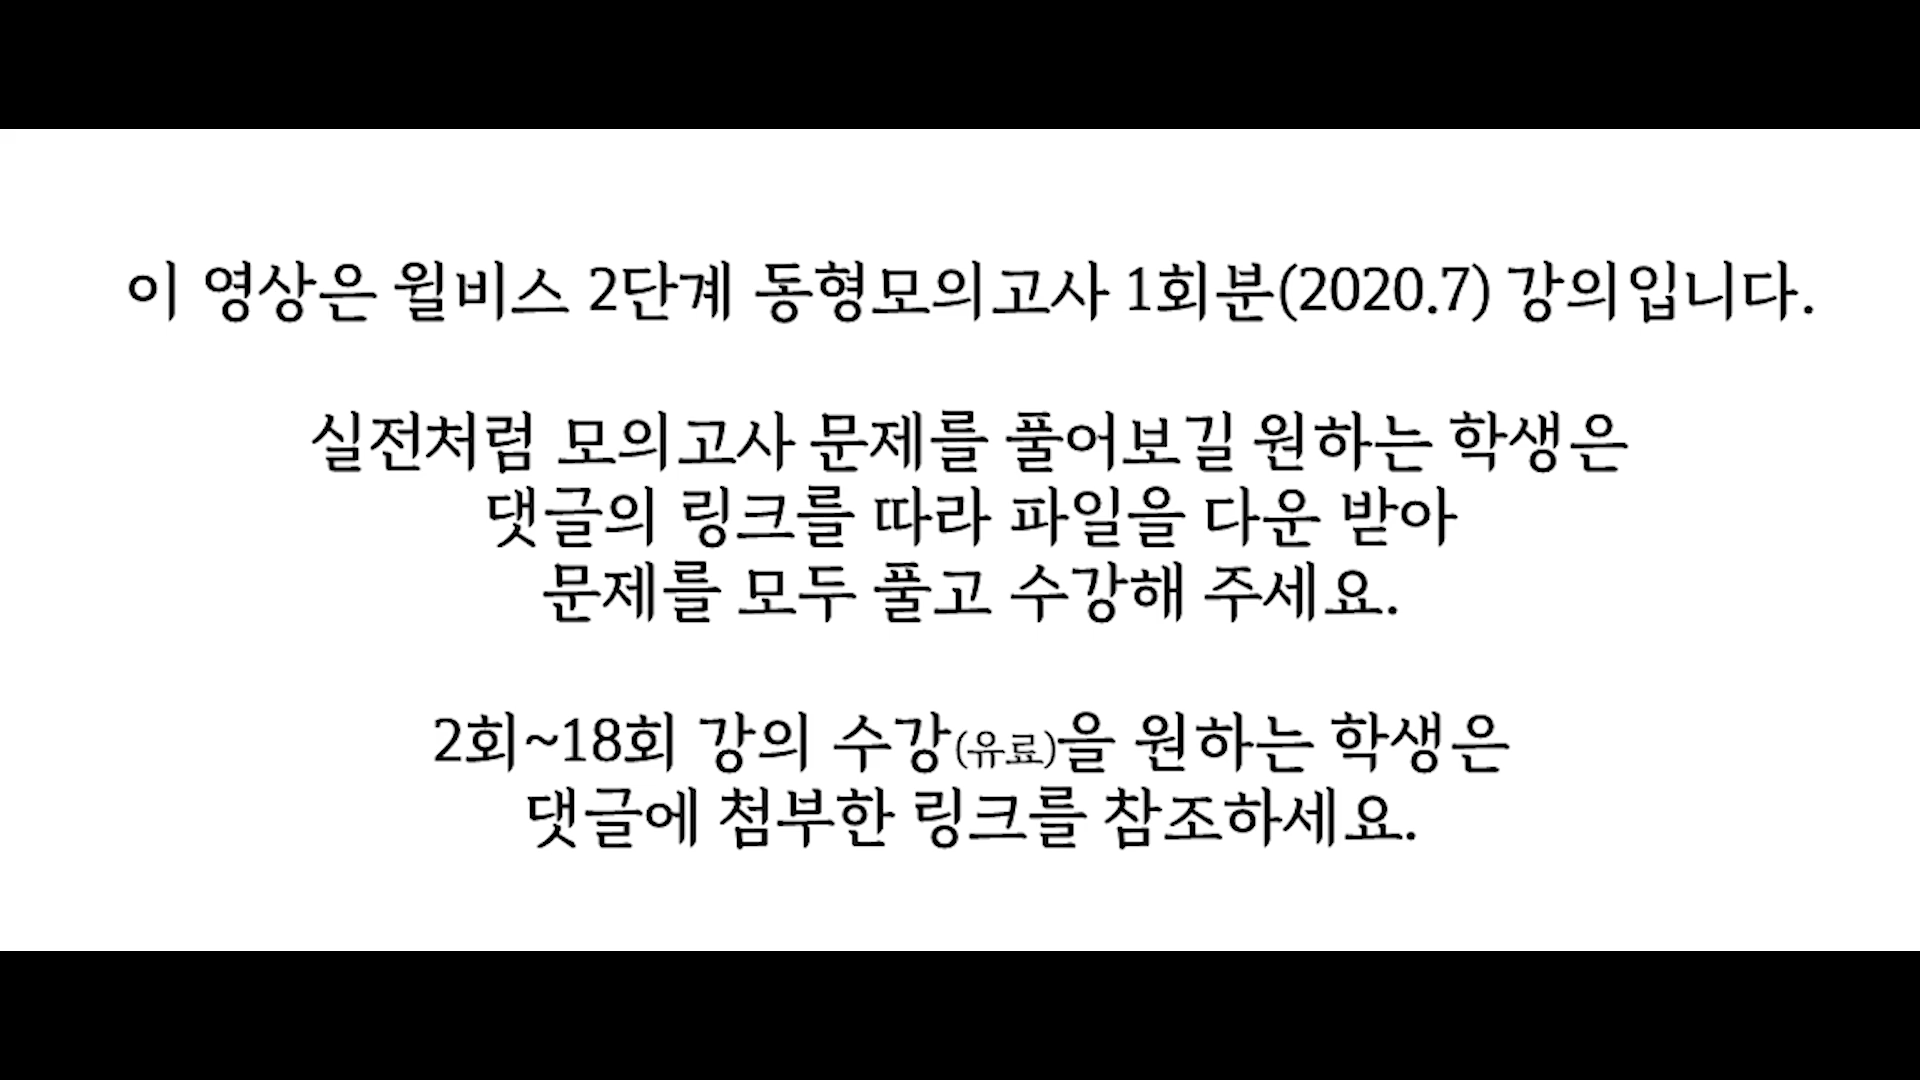 이 영상은 윌비스 2단계 동형모의고사 1회분(2020.7) 강의입니다.
실전처럼 모의고사 문제를 풀어보길 원하는 학생은
댓글의 링크를 따라 파일을 다운 받아
문제를 모두 풀고 수강해 주세요.
2회~18회 강의 수강(유료)을 원하는 학생은
댓글에 첨부한 링크를 참조하세요.